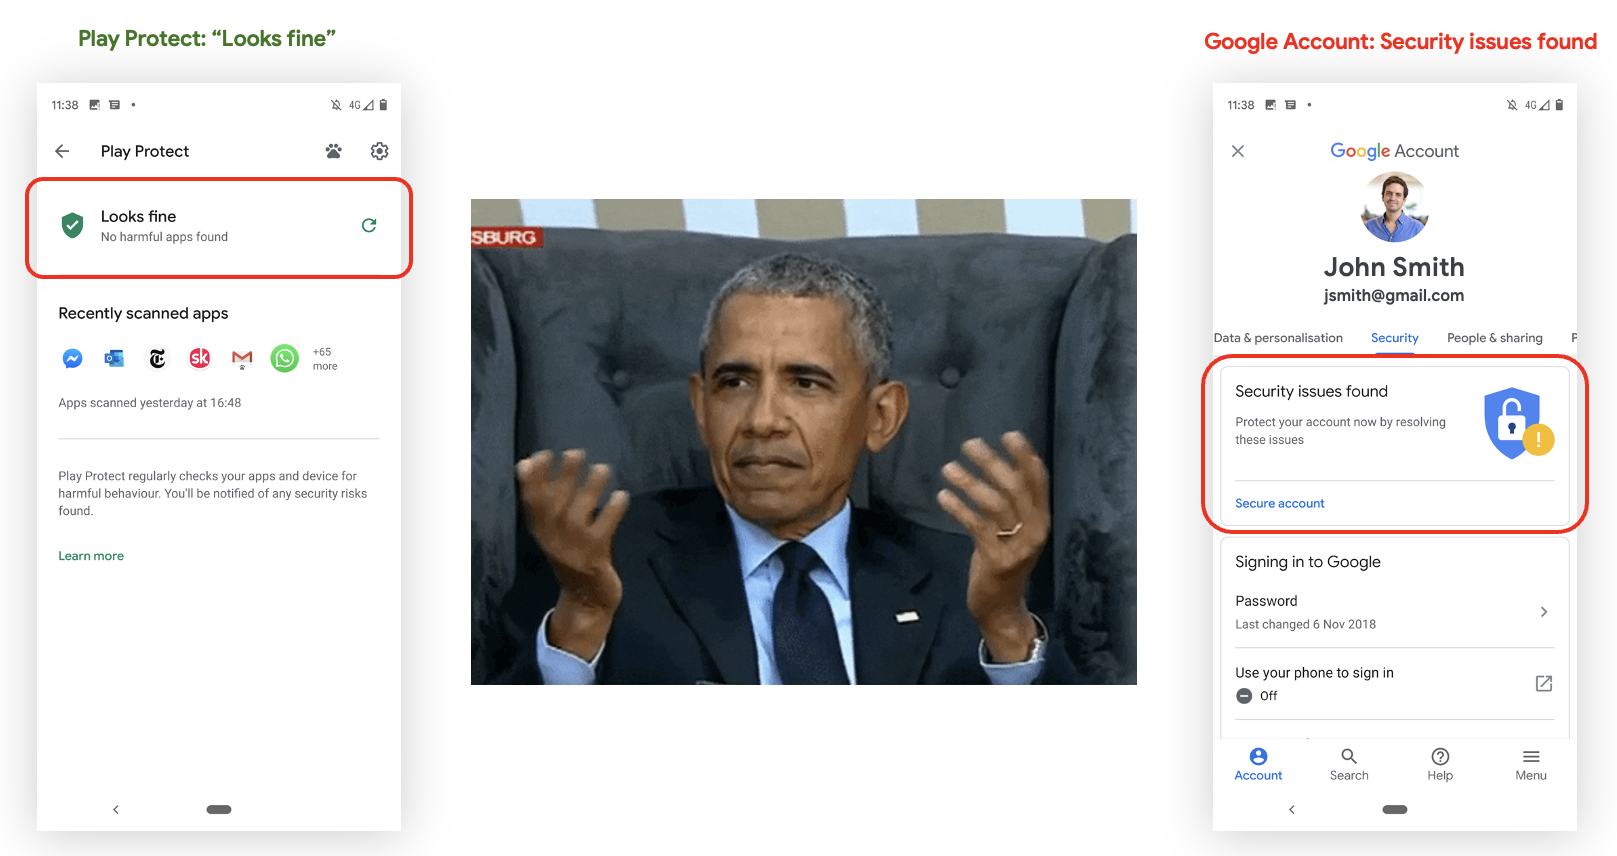 Play Protect: “Looks fine”
11:38
4G
Play Protect
Looks fine
No harmful apps found
Recently scanned apps
sk
+65
more
Apps scanned yesterday at 16:48
Play Protect regularly checks your apps and device for
harmful behaviour. You'll be notified of any security risks
found.
Learn more
SBURG
Google Account: Security issues found
11:38
4G
Google Account
John Smith
jsmith@gmail.com
Data & personalisation Security People & sharing P
Security issues found
Protect your account now by resolving
these issues
Secure account
Signing in to Google
Password
Last changed 6 Nov 2018
Use your phone to sign in
Off
Account Search Help Menu